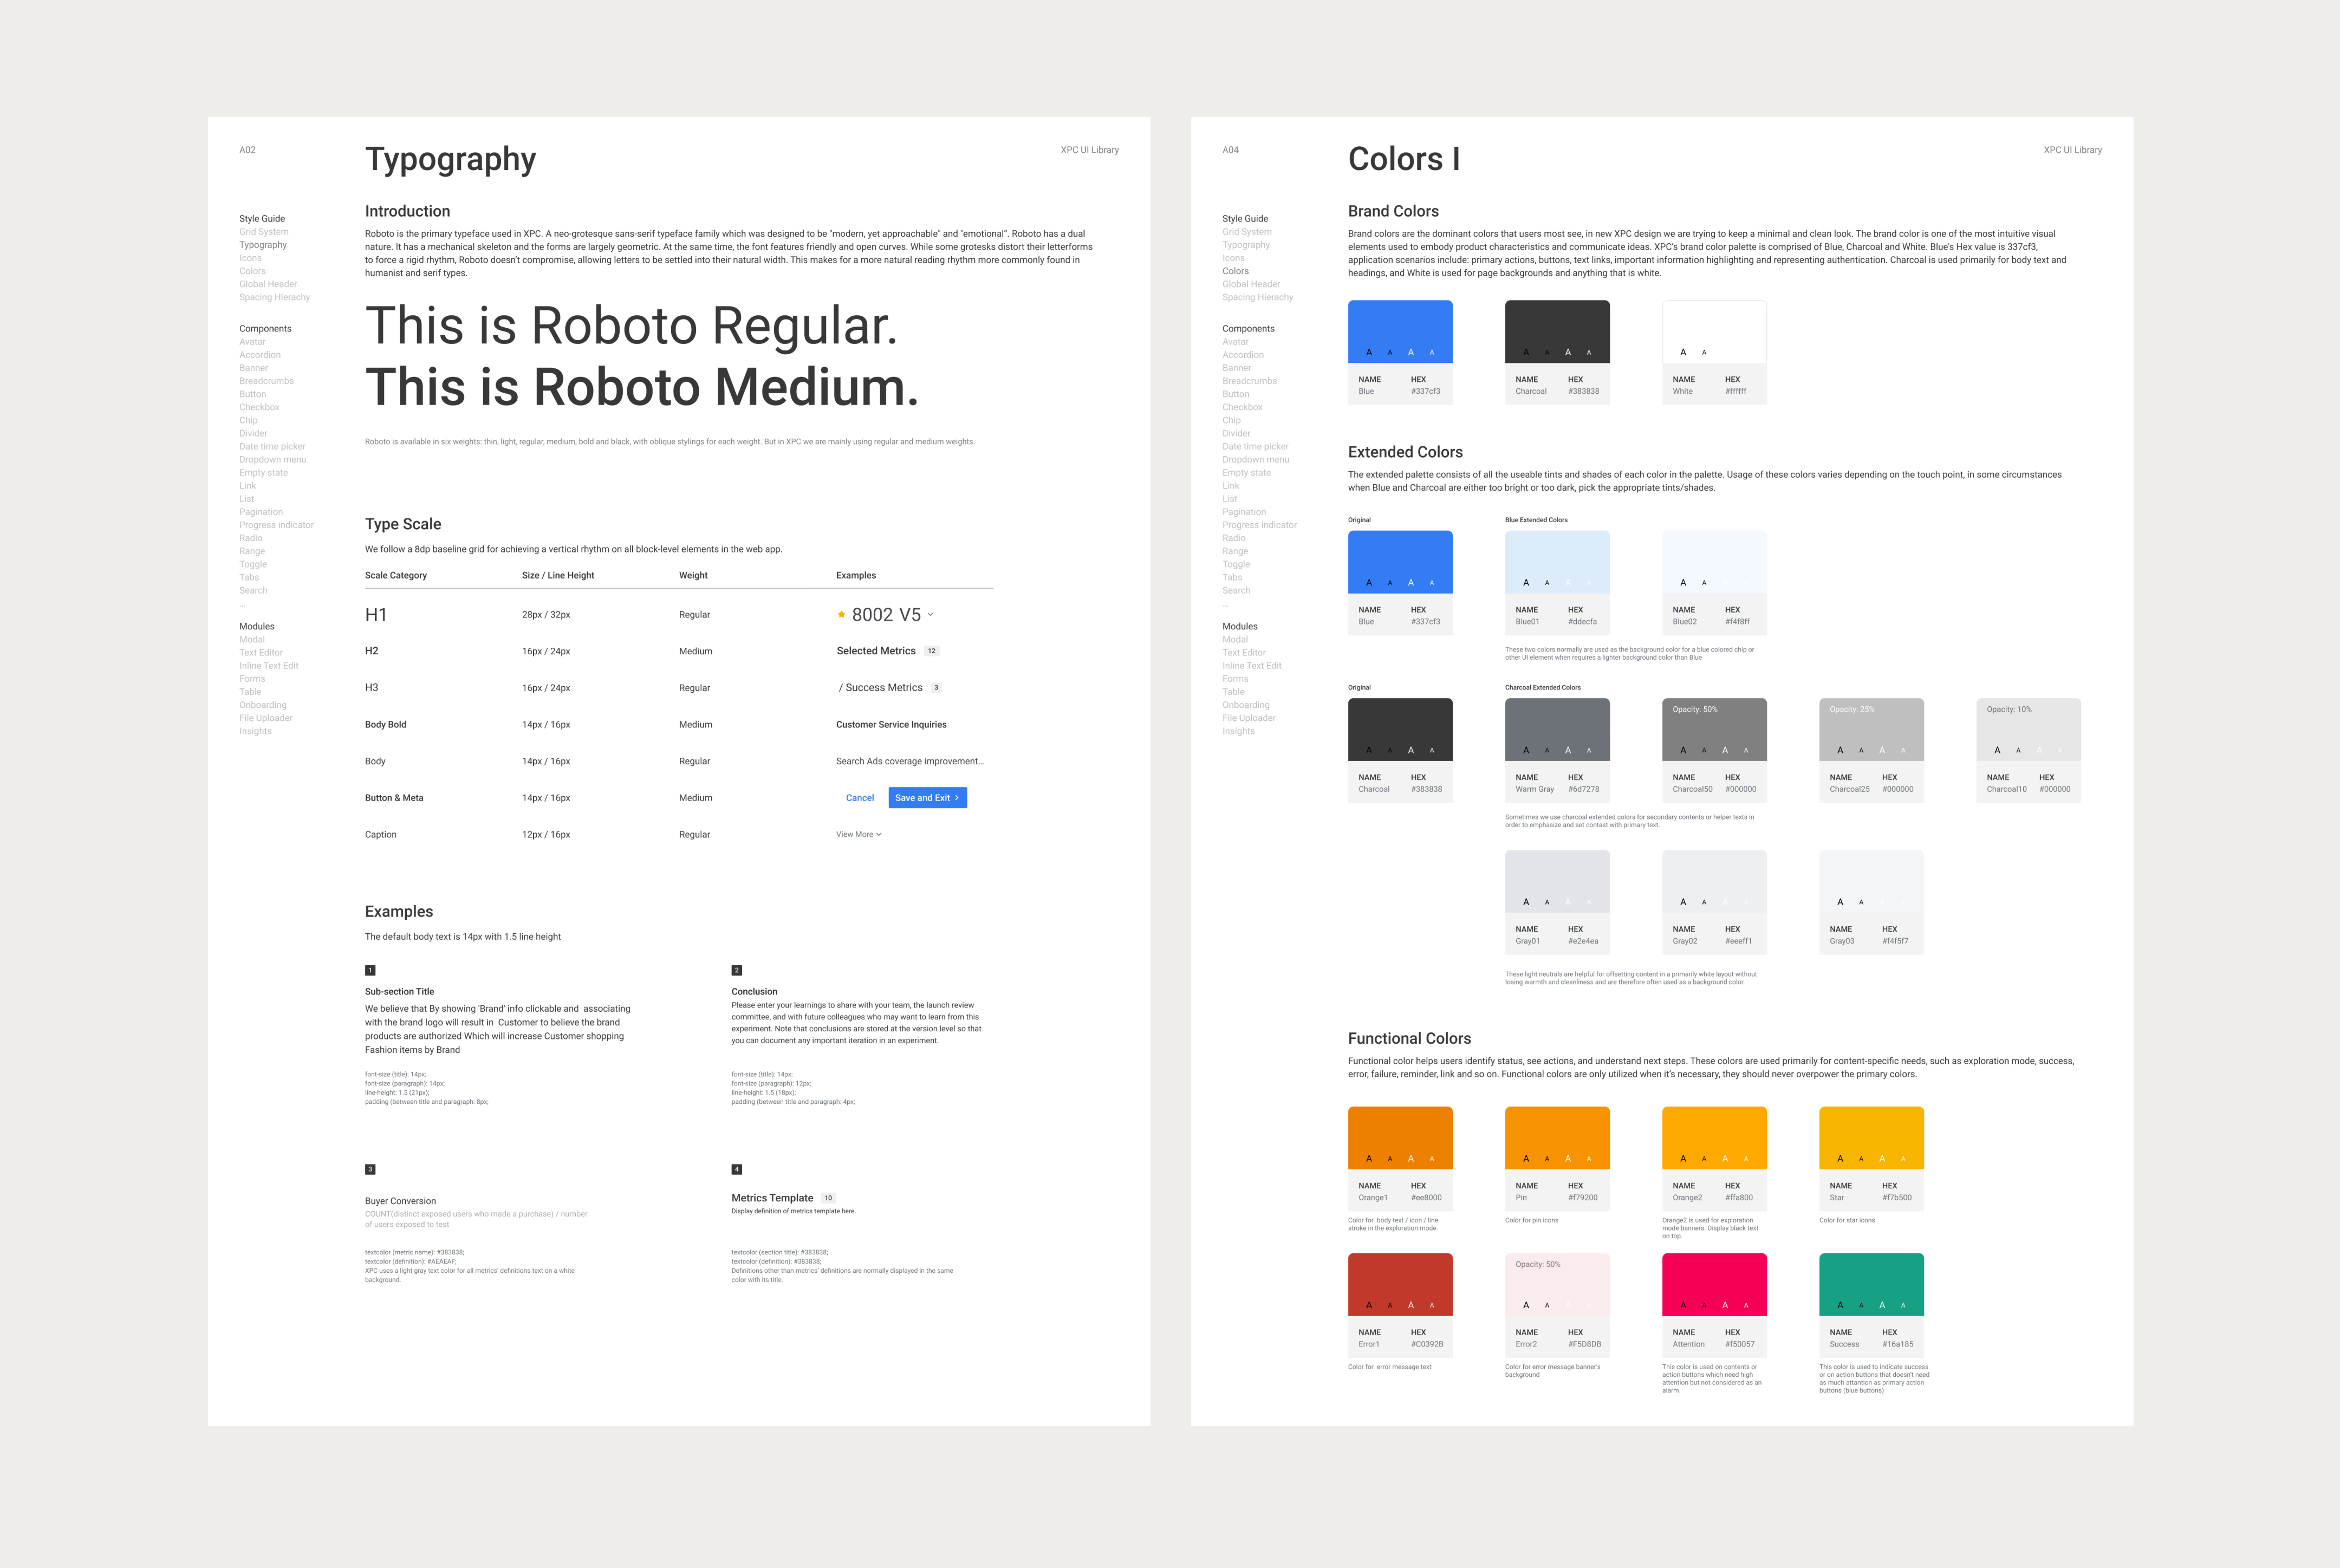 A02
Typography
XPC UI Library
Style Guide
Grid System
Typography
Icons
Colors
Global Header
Spacing Hierachy
Components
Avatar
Accordion
Banner
Breadcrumbs
Button
Checkbox
Chip
Divider
Date time picker
Dropdown menu
Empty state
Link
List
Pagination
Progress indicator
Radio
Range
Toggle
Tabs
Search
...
Modules
Modal
Text Editor
Inline Text Edit
Forms
Table
Onboarding
File Uploader
Insights
Introduction
Roboto is the primary typeface used in XPC. A neo-grotesque sans-serif typeface family which was designed to be "modern, yet approachable" and "emotional". Roboto has a dual
nature. It has a mechanical skeleton and the forms are largely geometric. At the same time, the font features friendly and open curves. While some grotesks distort their letterforms
to force a rigid rhythm, Roboto doesn't compromise, allowing letters to be settled into their natural width. This makes for a more natural reading rhythm more commonly found in
humanist and serif types.
This is Roboto Regular.
This is Roboto Medium.
Roboto is available in six weights: thin, light, regular, medium, bold and black, with oblique stylings for each weight. But in XPC we are mainly using regular and medium weights.
Type Scale
We follow a 8dp baseline grid for achieving a vertical rhythm on all block-level elements in the web app.
Scale Category Size / Line Height Weight Examples
H1 28px / 32px Regular 8002 V5
H2 16px / 24px Medium Selected Metrics 12
H3 16px / 24px Regular / Success Metrics 3
Body Bold 14px / 16px Medium Customer Service Inquiries
Body 14px / 16px Regular Search Ads coverage improvement...
Button & Meta 14px / 16px Medium Cancel Save and Exit
Caption 12px / 16px Regular View More
Examples
The default body text is 14px with 1.5 line height
1
Sub-section Title
We believe that By showing 'Brand' info clickable and associating
with the brand logo will result in Customer to believe the brand
products are authorized Which will increase Customer shopping
Fashion items by Brand
font-size (title): 14px;
font-size (paragraph): 14px;
line-height: 1.5 (21px);
padding (between title and paragraph: 8px;
2
Conclusion
Please enter your learnings to share with your team, the launch review
committee, and with future colleagues who may want to learn from this
experiment. Note that conclusions are stored at the version level so that
you can document any important iteration in an experiment.
font-size (title): 14px;
font-size (paragraph): 12px;
line-height: 1.5 (18px);
padding (between title and paragraph: 4px;
3
Buyer Conversion
COUNT(distinct exposed users who made a purchase) / number
of users exposed to test
textcolor (metric name): #383838;
textcolor (definition): #AEAEAF;
XPC uses a light gray text color for all metrics' definitions text on a white
background.
4
Metrics Template 10
Display definition of metrics template here.
textcolor (section title): #383838;
textcolor (definition): #383838;
Definitions other than metrics' definitions are normally displayed in the same
color with its title.
A04
Colors I
XPC UI Library
Style Guide
Grid System
Typography
Icons
Colors
Global Header
Spacing Hierachy
Components
Avatar
Accordion
Banner
Breadcrumbs
Button
Checkbox
Chip
Divider
Date time picker
Dropdown menu
Empty state
Link
List
Pagination
Progress indicator
Radio
Range
Toggle
Tabs
Search
...
Modules
Modal
Text Editor
Inline Text Edit
Forms
Table
Onboarding
File Uploader
Insights
Brand Colors
Brand colors are the dominant colors that users most see, in new XPC design we are trying to keep a minimal and clean look. The brand color is one of the most intuitive visual
elements used to embody product characteristics and communicate ideas. XPC's brand color palette is comprised of Blue, Charcoal and White. Blue's Hex value is 337cf3,
application scenarios include: primary actions, buttons, text links, important information highlighting and representing authentication. Charcoal is used primarily for body text and
headings, and White is used for page backgrounds and anything that is white.
A A A A A A A A A A
NAME HEX NAME HEX NAME HEX
Blue #337cf3 Charcoal #383838 White #ffffff
Extended Colors
The extended palette consists of all the useable tints and shades of each color in the palette. Usage of these colors varies depending on the touch point, in some circumstances
when Blue and Charcoal are either too bright or too dark, pick the appropriate tints/shades.
Original Blue Extended Colors
A A A A A A A A A A A A
NAME HEX NAME HEX NAME HEX
Blue #337cf3 Blue01 #ddecfa Blue02 #f4f8ff
These two colors normally are used as the background color for a blue colored chip or
other UI element when requires a lighter background color than Blue
Original Charcoal Extended Colors
Opacity: 50% Opacity: 25% Opacity: 10%
A A A A A A A A A A A A A A A A A A A A
NAME HEX NAME HEX NAME HEX NAME HEX NAME HEX
Charcoal #383838 Warm Gray #6d7278 Charcoal50 #000000 Charcoal25 #000000 Charcoal10 #000000
Sometimes we use charcoal extended colors for secondary contents or helper texts in
order to emphasize and set contast with primary text.
A A A A A A A A A A A A
NAME HEX NAME HEX NAME HEX
Gray01 #e2e4ea Gray02 #eeeff1 Gray03 #f4f5f7
These light neutrals are helpful for offsetting content in a primarily white layout without
losing warmth and cleanliness and are therefore often used as a background color.
Functional Colors
Functional color helps users identify status, see actions, and understand next steps. These colors are used primarily for content-specific needs, such as exploration mode, success,
error, failure, reminder, link and so on. Functional colors are only utilized when it's necessary, they should never overpower the primary colors.
A A A A A A A A A A A A A A A A
NAME HEX NAME HEX NAME HEX NAME HEX
Orange1 #ee8000 Pin #f79200 Orange2 #ffa800 Star #f7b500
Color for body text / icon / line
stroke in the exploration mode.
Color for pin icons
Orange2 is used for exploration
mode banners. Display black text
on top.
Color for star icons
Opacity: 50%
A A A A A A A A A A A A A A A A
NAME HEX NAME HEX NAME HEX NAME HEX
Error1 #C0392B Error2 #F5D8DB Attention #f50057 Success #16a185
Color for error message text
Color for error message banner's
background
This color is used on contents or
action buttons which need high
attention but not considered as an
alarm.
This color is used to indicate success
or on action buttons that doesn't need
as much attantion as primary action
buttons (blue buttons)